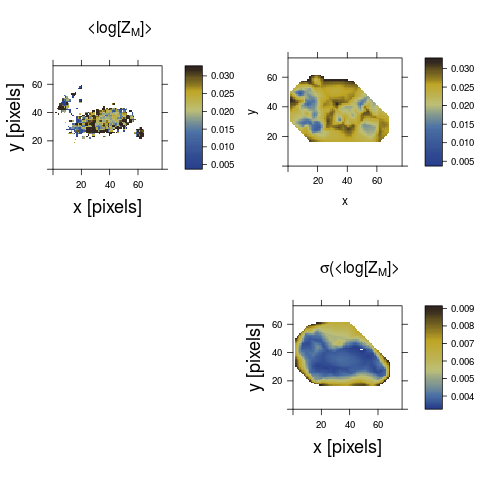 <log[Z_M]>
60
40
20
20 40 60
x [pixels]
y [pixels]
0.030
0.025
0.020
0.015
0.010
0.005
60
40
20
20 40 60
x
y
0.030
0.025
0.020
0.015
0.010
0.005
σ(<log[Z_M]>
60
40
20
20 40 60
x [pixels]
y [pixels]
0.009
0.008
0.007
0.006
0.005
0.004